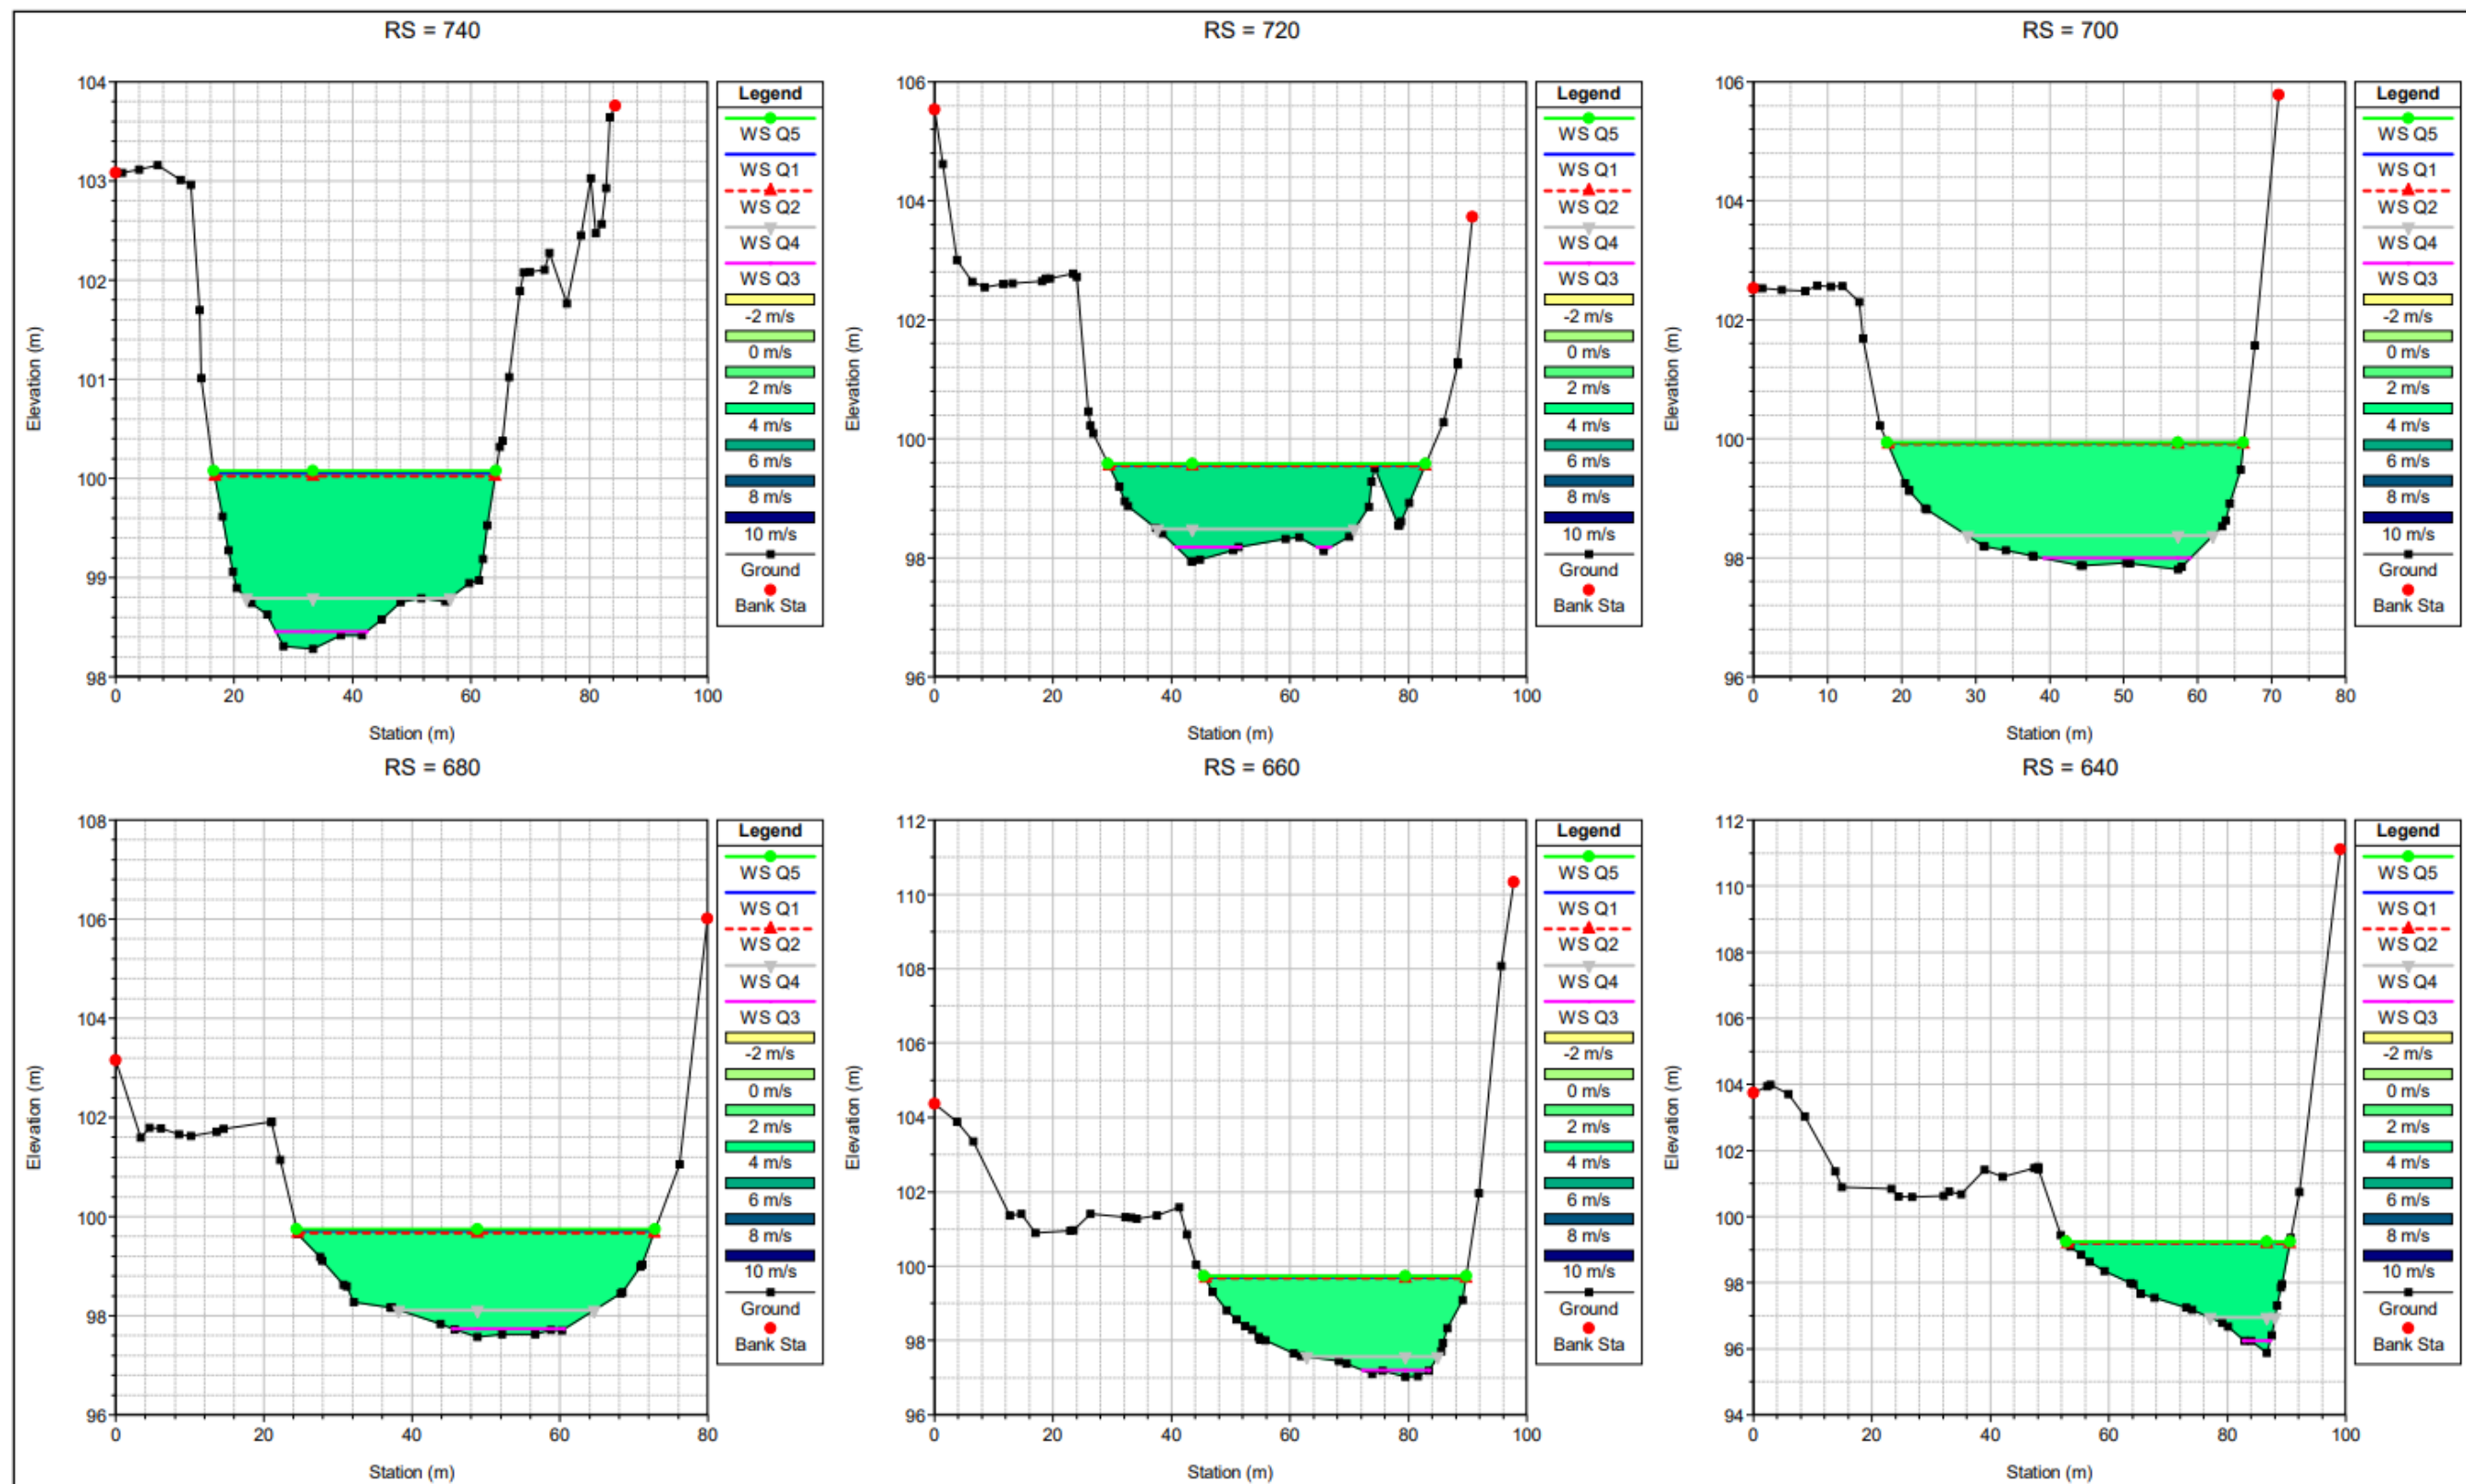 RS = 740
104
103
102
101
100
99
98
Elevation (m)
0 20 40 60 80 100
Station (m)
Legend
WS Q5
WS Q1
WS Q2
WS Q4
WS Q3
-2 m/s
0 m/s
2 m/s
4 m/s
6 m/s
8 m/s
10 m/s
Ground
Bank Sta
RS = 720
106
104
102
100
98
96
Elevation (m)
0 20 40 60 80 100
Station (m)
Legend
WS Q5
WS Q1
WS Q2
WS Q4
WS Q3
-2 m/s
0 m/s
2 m/s
4 m/s
6 m/s
8 m/s
10 m/s
Ground
Bank Sta
RS = 700
106
104
102
100
98
96
Elevation (m)
0 10 20 30 40 50 60 70 80
Station (m)
Legend
WS Q5
WS Q1
WS Q2
WS Q4
WS Q3
-2 m/s
0 m/s
2 m/s
4 m/s
6 m/s
8 m/s
10 m/s
Ground
Bank Sta
RS = 680
108
106
104
102
100
98
96
Elevation (m)
0 20 40 60 80
Station (m)
Legend
WS Q5
WS Q1
WS Q2
WS Q4
WS Q3
-2 m/s
0 m/s
2 m/s
4 m/s
6 m/s
8 m/s
10 m/s
Ground
Bank Sta
RS = 660
112
110
108
106
104
102
100
98
96
Elevation (m)
0 20 40 60 80 100
Station (m)
Legend
WS Q5
WS Q1
WS Q2
WS Q4
WS Q3
-2 m/s
0 m/s
2 m/s
4 m/s
6 m/s
8 m/s
10 m/s
Ground
Bank Sta
RS = 640
112
110
108
106
104
102
100
98
96
94
Elevation (m)
0 20 40 60 80 100
Station (m)
Legend
WS Q5
WS Q1
WS Q2
WS Q4
WS Q3
-2 m/s
0 m/s
2 m/s
4 m/s
6 m/s
8 m/s
10 m/s
Ground
Bank Sta